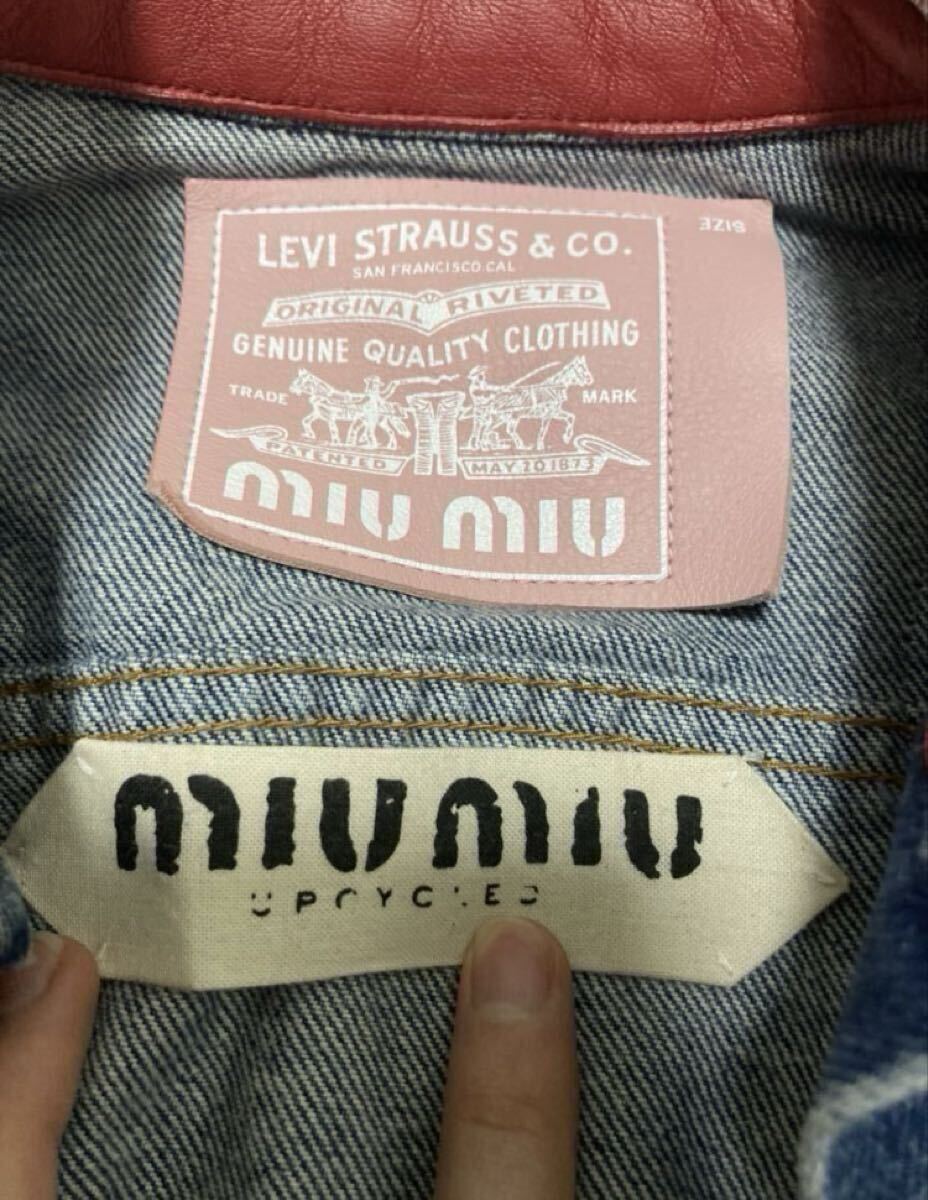 LEVI STRAUSS & CO.
SAN FRANCISCO.CAL
SIZE
ORIGINAL RIVETED
GENUINE QUALITY CLOTHING
TRADE MARK
PATENTED MAY 20 1873
MIU MIU
MIU MIU
UPCYCLED